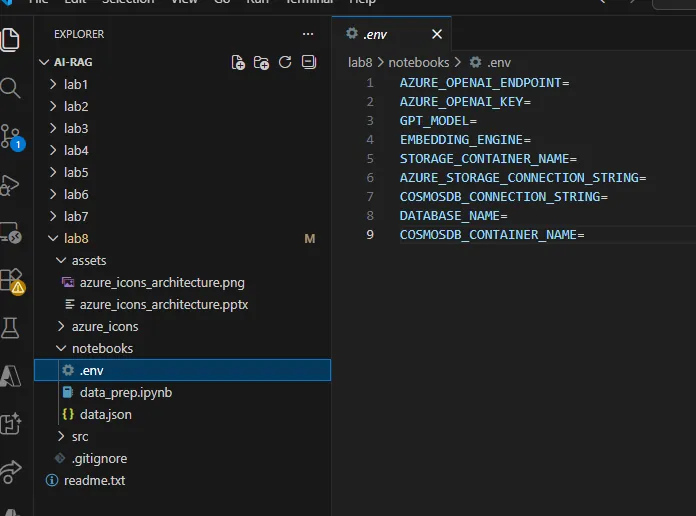 File Edit Selection View Go Run Terminal Help
EXPLORER
AI-RAG
lab1
lab2
lab3
lab4
lab5
lab6
lab7
lab8 M
assets
azure_icons_architecture.png
azure_icons_architecture.pptx
azure_icons
notebooks
.env
data_prep.ipynb
data.json
src
.gitignore
readme.txt
1
.env
lab8 > notebooks > .env
1 AZURE_OPENAI_ENDPOINT=
2 AZURE_OPENAI_KEY=
3 GPT_MODEL=
4 EMBEDDING_ENGINE=
5 STORAGE_CONTAINER_NAME=
6 AZURE_STORAGE_CONNECTION_STRING=
7 COSMOSDB_CONNECTION_STRING=
8 DATABASE_NAME=
9 COSMOSDB_CONTAINER_NAME=